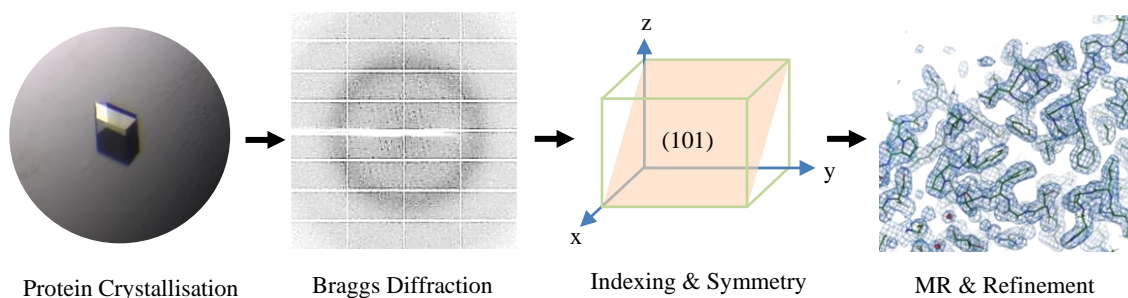 z
(101)
y
x
Protein Crystallisation
Braggs Diffraction
Indexing & Symmetry
MR & Refinement